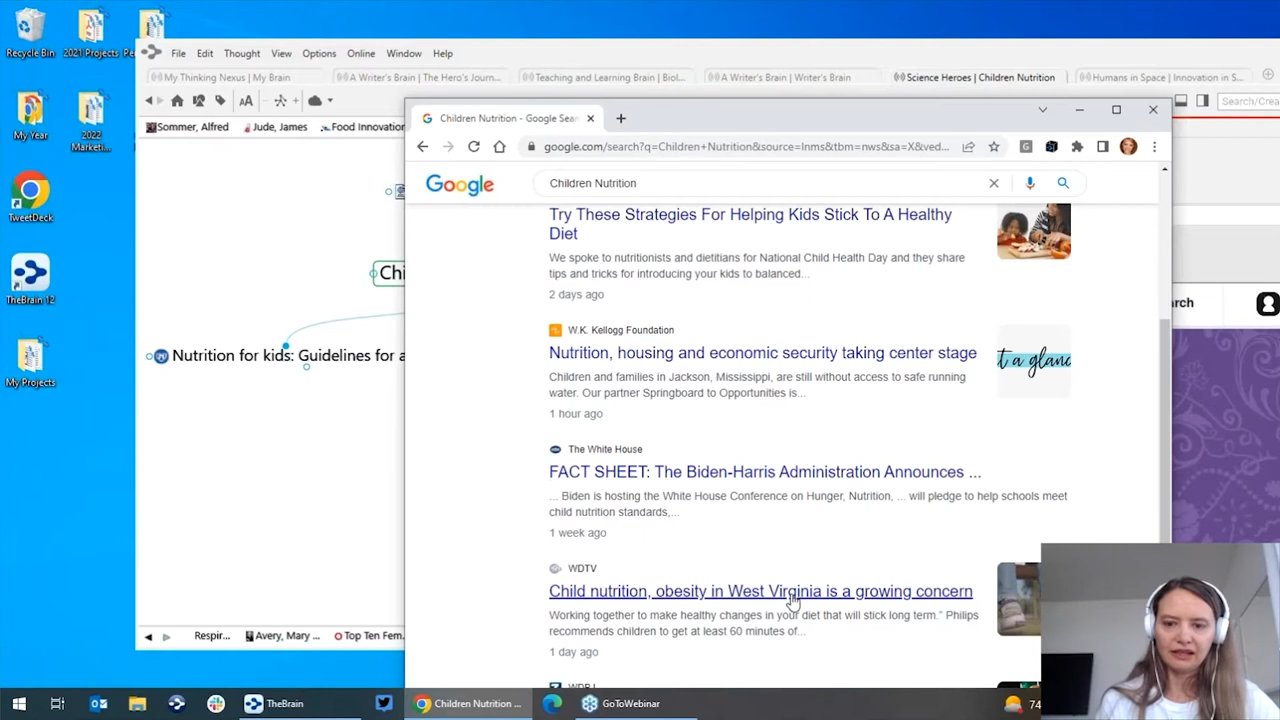 Recycle Bin
2021 Projects
Pe
My Year
2022
Marketi...
TweetDeck
TheBrain 12
My Projects
File Edit Thought View Options Online Window Help
My Thinking Nexus | My Brain
A Writer's Brain | The Hero's Journ...
Teaching and Learning Brain | Biol...
A Writer's Brain | Writer's Brain
Science Heroes | Children Nutrition
Humans in Space | Innovation in S...
AA
Search/Crea
Sommer, Alfred
Jude, James
Food Innovation
Chi
Nutrition for kids: Guidelines for a
Respir...
Avery, Mary ...
Top Ten Fem.
rch
Children Nutrition - Google Sear
google.com/search?q=Children+Nutrition&source=lnms&tbm=nws&sa=X&ved...
Google
Children Nutrition
Try These Strategies For Helping Kids Stick To A Healthy
Diet
We spoke to nutritionists and dietitians for National Child Health Day and they share
tips and tricks for introducing your kids to balanced...
2 days ago
W.K. Kellogg Foundation
Nutrition, housing and economic security taking center stage
Children and families in Jackson, Mississippi, are still without access to safe running
water. Our partner Springboard to Opportunities is...
1 hour ago
t a glanc
The White House
FACT SHEET: The Biden-Harris Administration Announces ...
... Biden is hosting the White House Conference on Hunger, Nutrition, ... will pledge to help schools meet
child nutrition standards,...
1 week ago
WDTV
Child nutrition, obesity in West Virginia is a growing concern
Working together to make healthy changes in your diet that will stick long term." Philips
recommends children to get at least 60 minutes of...
1 day ago
TheBrain
Children Nutrition ...
GoToWebinar
74